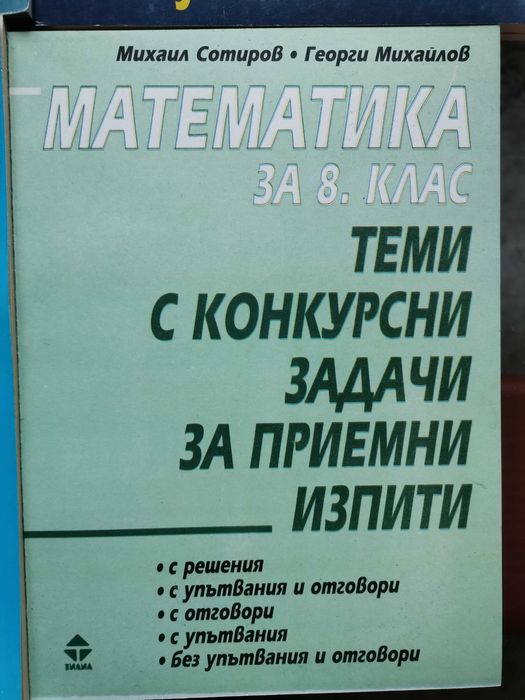 Михаил Сотиров • Георги Михайлов
МАТЕМАТИКА
ЗА 8. КЛАС
ТЕМИ
С КОНКУРСНИ
ЗАДАЧИ
ЗА ПРИЕМНИ
ИЗПИТИ
• с решения
• с упътвания и отговори
• с отговори
• с упътвания
• без упътвания и отговори
ТИЛИА